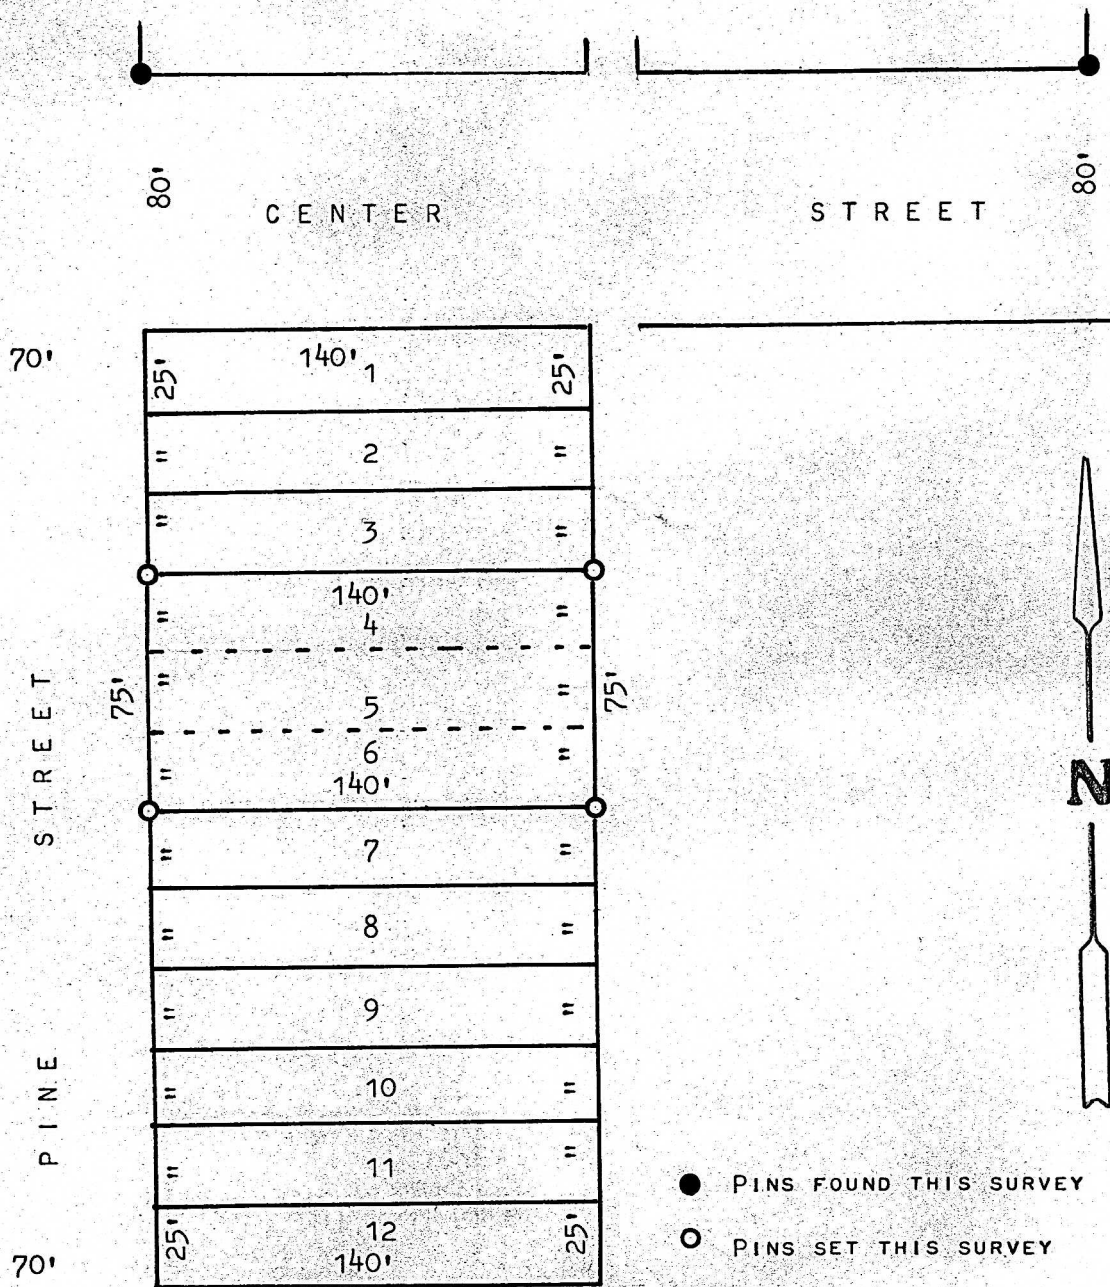 80' 80'
CENTER STREET
70' 25' 140' 1 25'
" 2 "
" 3 "
140'
" 4 "
" "
75' 5 75'
6 "
" 140'
STREET
N
" 7 "
" 8 "
" 9 "
" 10 "
PINE
" 11 "
● PINS FOUND THIS SURVEY
25' 12 25'
○ PINS SET THIS SURVEY
70' 140'